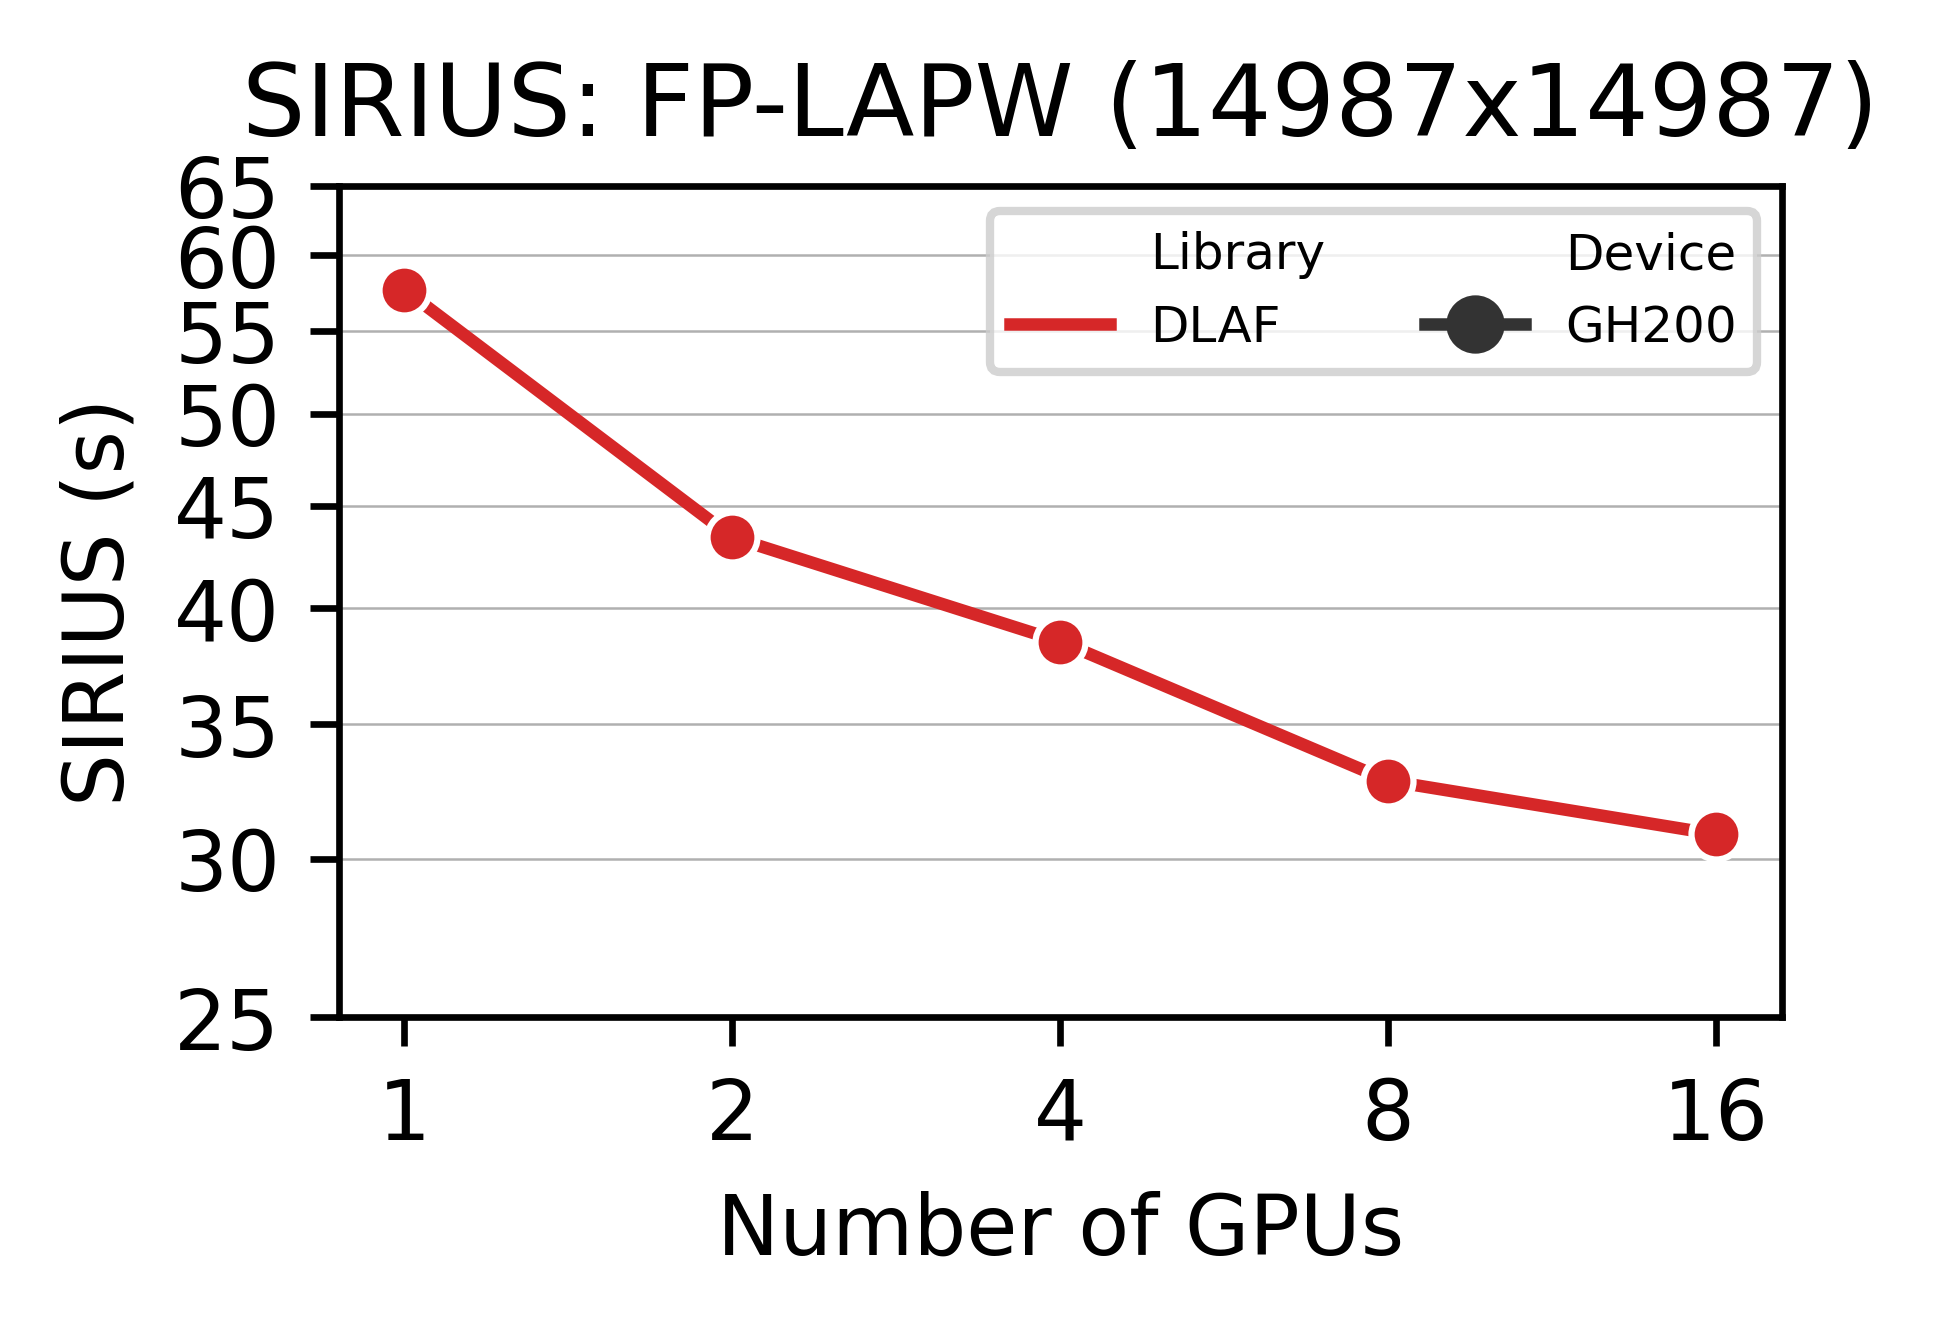 SIRIUS: FP-LAPW (14987x14987)
65
60
55
50
45
40
35
30
25
SIRIUS (s)
Library
Device
DLAF
GH200
1
2
4
8
16
Number of GPUs